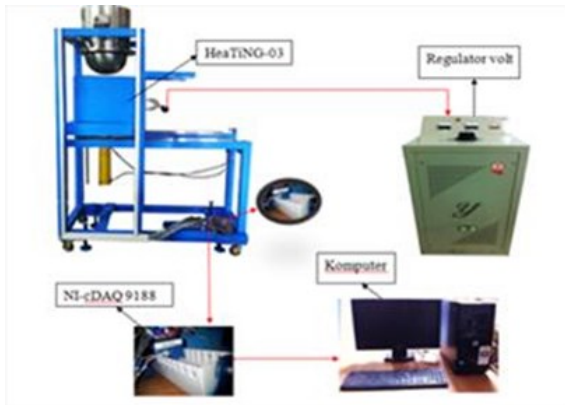 HeaTiNG-03
Regulator volt
Komputer
NI-cDAQ 9188